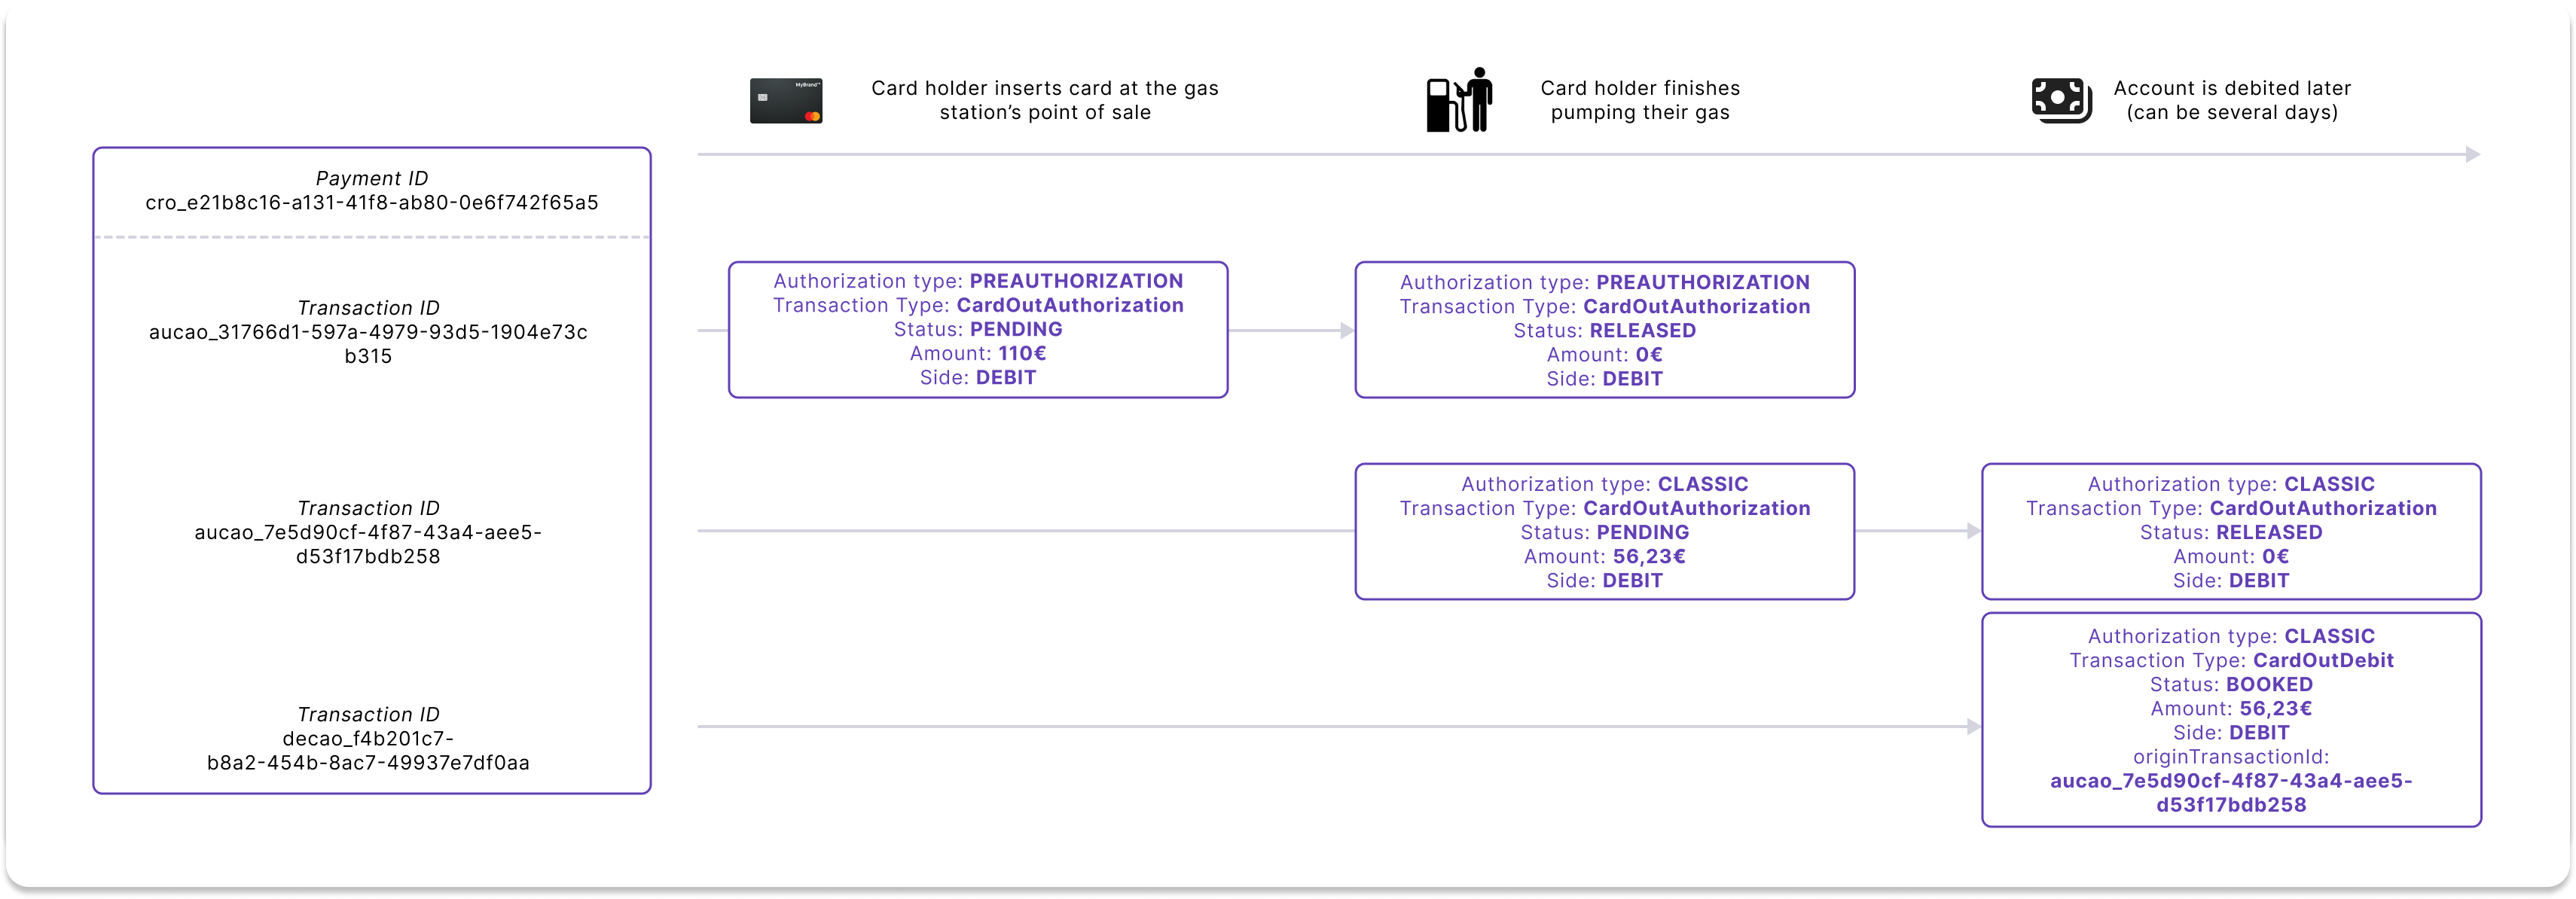 MyBrand
Card holder inserts card at the gas
station's point of sale
Card holder finishes
pumping their gas
Account is debited later
(can be several days)
Payment ID
cro_e21b8c16-a131-41f8-ab80-0e6f742f65a5
Transaction ID
aucao_31766d1-597a-4979-93d5-1904e73c
b315
Authorization type: PREAUTHORIZATION
Transaction Type: CardOutAuthorization
Status: PENDING
Amount: 110€
Side: DEBIT
Authorization type: PREAUTHORIZATION
Transaction Type: CardOutAuthorization
Status: RELEASED
Amount: 0€
Side: DEBIT
Transaction ID
aucao_7e5d90cf-4f87-43a4-aee5-
d53f17bdb258
Authorization type: CLASSIC
Transaction Type: CardOutAuthorization
Status: PENDING
Amount: 56,23€
Side: DEBIT
Authorization type: CLASSIC
Transaction Type: CardOutAuthorization
Status: RELEASED
Amount: 0€
Side: DEBIT
Transaction ID
decao_f4b201c7-
b8a2-454b-8ac7-49937e7df0aa
Authorization type: CLASSIC
Transaction Type: CardOutDebit
Status: BOOKED
Amount: 56,23€
Side: DEBIT
originTransactionId:
aucao_7e5d90cf-4f87-43a4-aee5-
d53f17bdb258